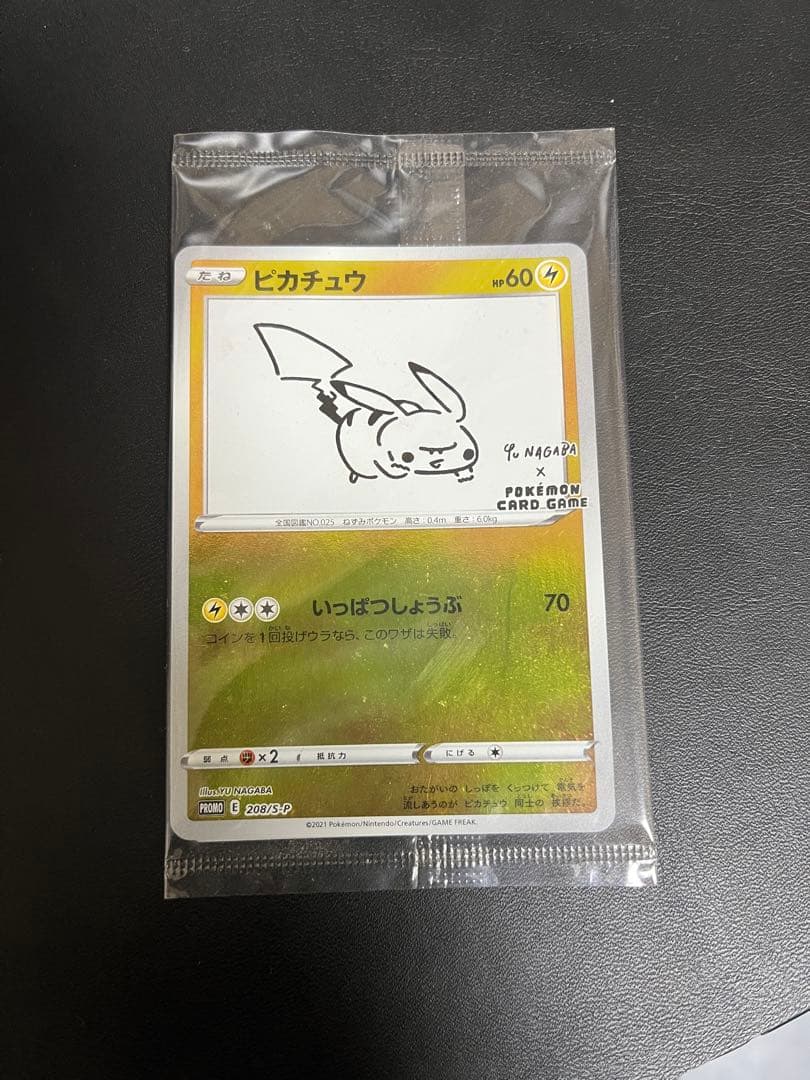 たね ピカチュウ HP60
Yu NAGABA
×
POKÉMON
CARD GAME
全国図鑑NO.025 ねずみポケモン 高さ:0.4m 重さ:6.0kg
いっぱつしょうぶ 70
コインを1回投げウラなら、このワザは失敗。
弱点 ×2 抵抗力 にげる
Illus.YU NAGABA
PROMO E 208/S-P
おたがいの しっぽを くっつけて 電気を
流しあうのが ピカチュウ 同士の 挨拶だ。
©2021 Pokémon/Nintendo/Creatures/GAME FREAK.